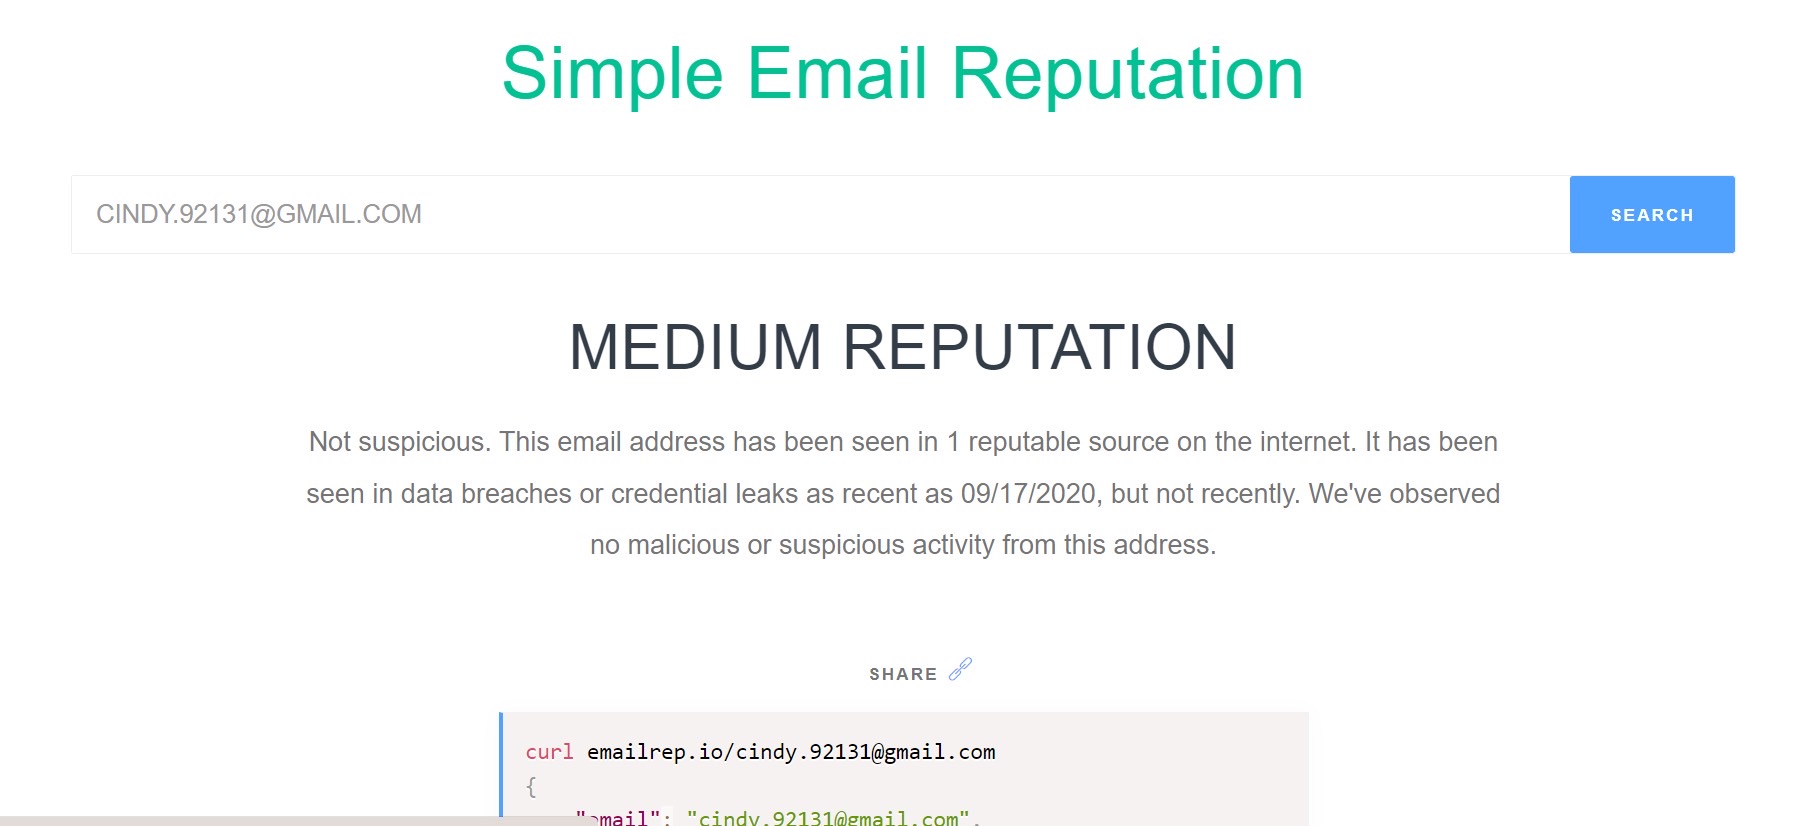 Simple Email Reputation
CINDY.92131@GMAIL.COM
SEARCH
MEDIUM REPUTATION
Not suspicious. This email address has been seen in 1 reputable source on the internet. It has been
seen in data breaches or credential leaks as recent as 09/17/2020, but not recently. We've observed
no malicious or suspicious activity from this address.
SHARE
curl emailrep.io/cindy.92131@gmail.com
{
"email": "cindy.92131@gmail.com",